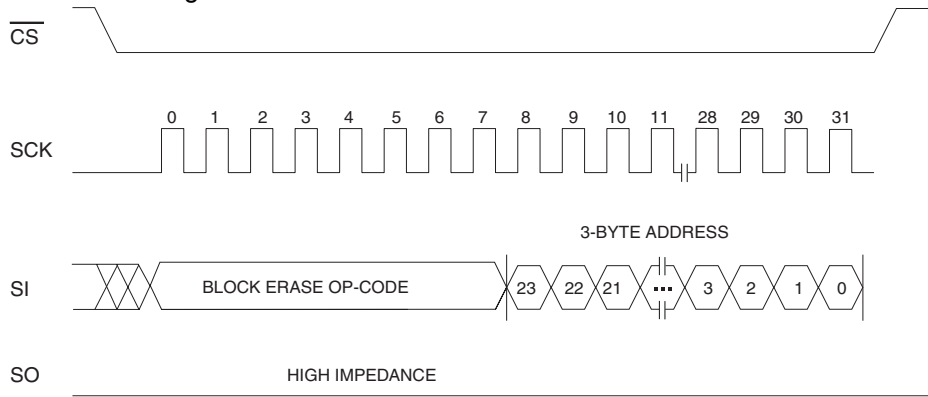 CS
0 1 2 3 4 5 6 7 8 9 10 11 28 29 30 31
SCK
3-BYTE ADDRESS
SI BLOCK ERASE OP-CODE 23 22 21 ... 3 2 1 0
SO HIGH IMPEDANCE